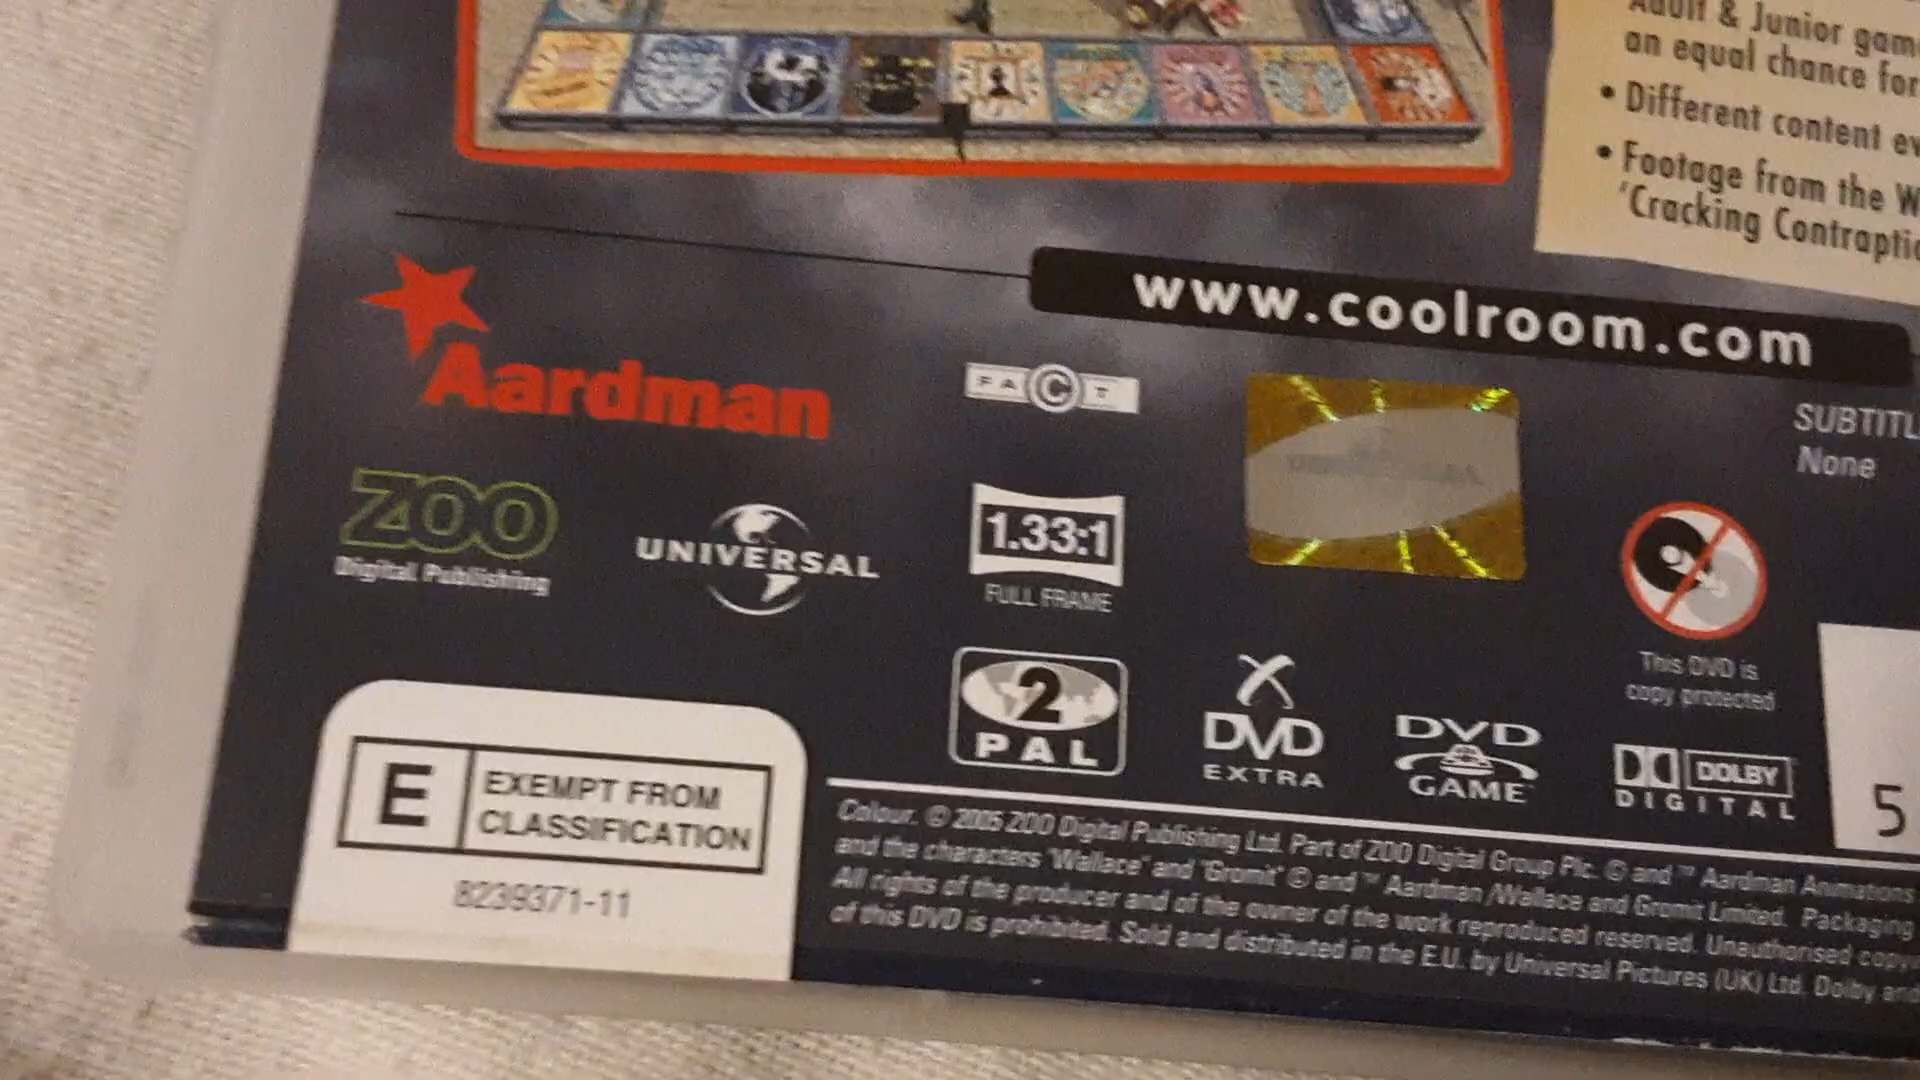 Adult & Junior game
an equal chance for
• Different content ev
• Footage from the W
'Cracking Contraptio
www.coolroom.com
Aardman
FACT
SUBTITL
None
ZOO
Digital Publishing
UNIVERSAL
1.33:1
FULL FRAME
This DVD is
copy protected
2
PAL
DVD
EXTRA
DVD
GAME
DOLBY
DIGITAL
5
E
EXEMPT FROM
CLASSIFICATION
8239371-11
Colour. © 2005 ZOO Digital Publishing Ltd. Part of ZOO Digital Group Plc. © and ™ Aardman Animations
and the characters 'Wallace' and 'Gromit' © and ™ Aardman /Wallace and Gromit Limited. Packaging
All rights of the producer and of the owner of the work reproduced reserved. Unauthorised copy
of this DVD is prohibited. Sold and distributed in the E.U. by Universal Pictures (UK) Ltd. Dolby and